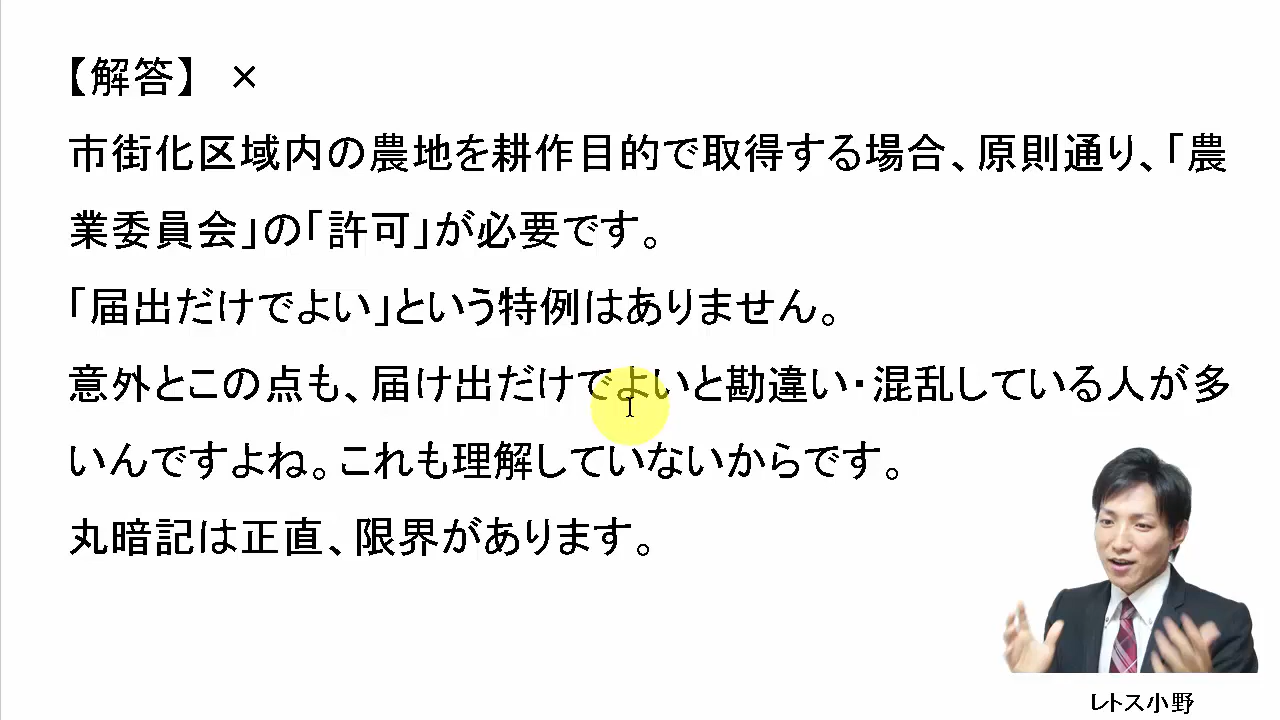 【解答】 ×
市街化区域内の農地を耕作目的で取得する場合、原則通り、「農
業委員会」の「許可」が必要です。
「届出だけでよい」という特例はありません。
意外とこの点も、届け出だけでよいと勘違い・混乱している人が多
いんですよね。これも理解していないからです。
丸暗記は正直、限界があります。
レトス小野